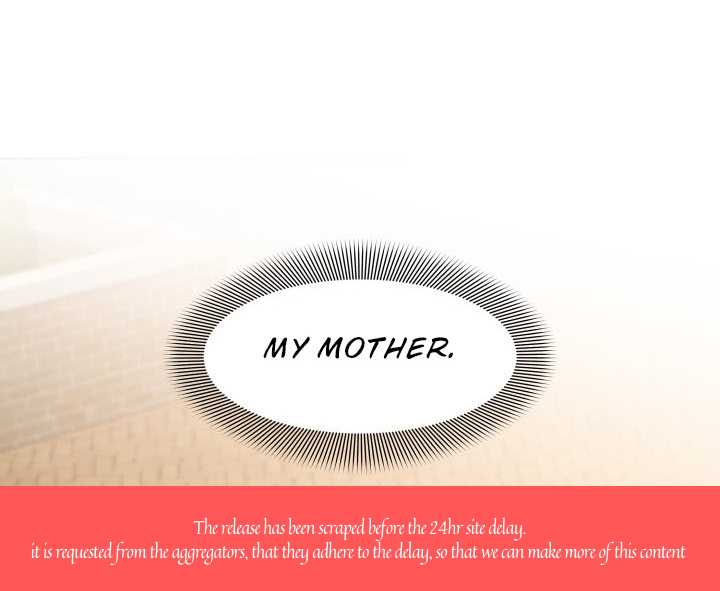 MY MOTHER.
The release has been scraped before the 24hr site delay.
it is requested from the aggregators, that they adhere to the delay, so that we can make more of this content